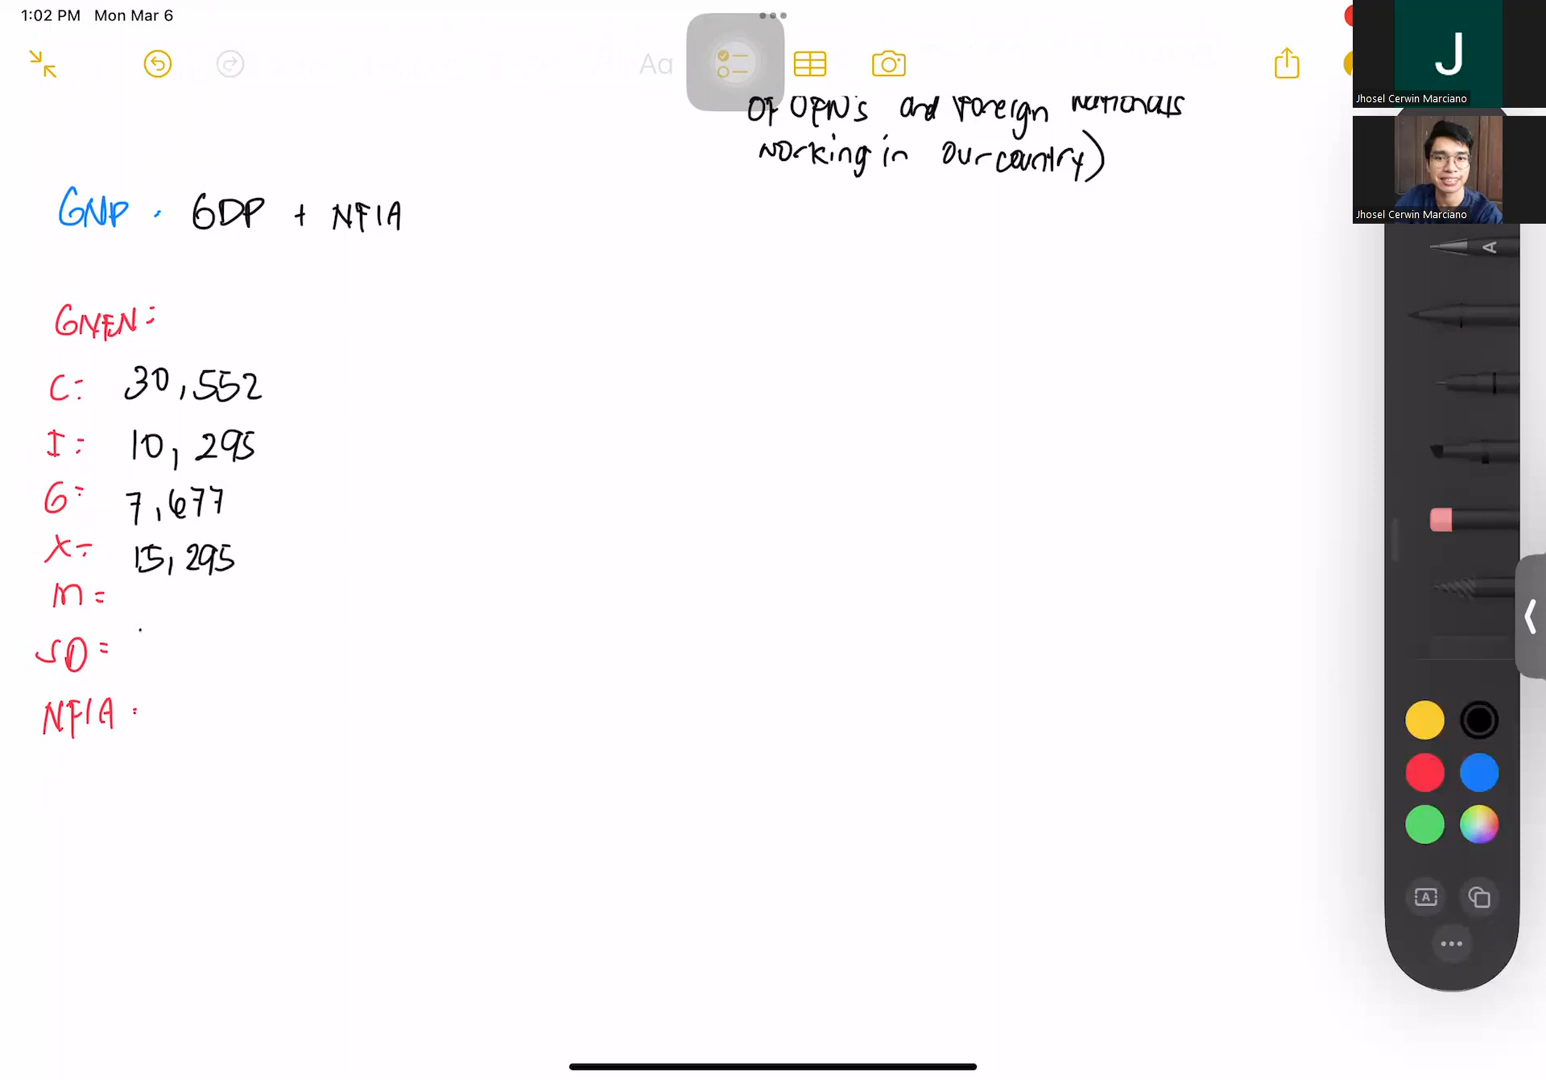 1:02 PM Mon Mar 6
Aa
J
Jhosel Cerwin Marciano
Jhosel Cerwin Marciano
of OFW's and Foreign Nationals
working in our country)
GNP = GDP + NFIA
GIVEN:
C: 30,552
I: 10,295
G= 7,677
X= 15,295
M =
SD =
NFIA =
A
A